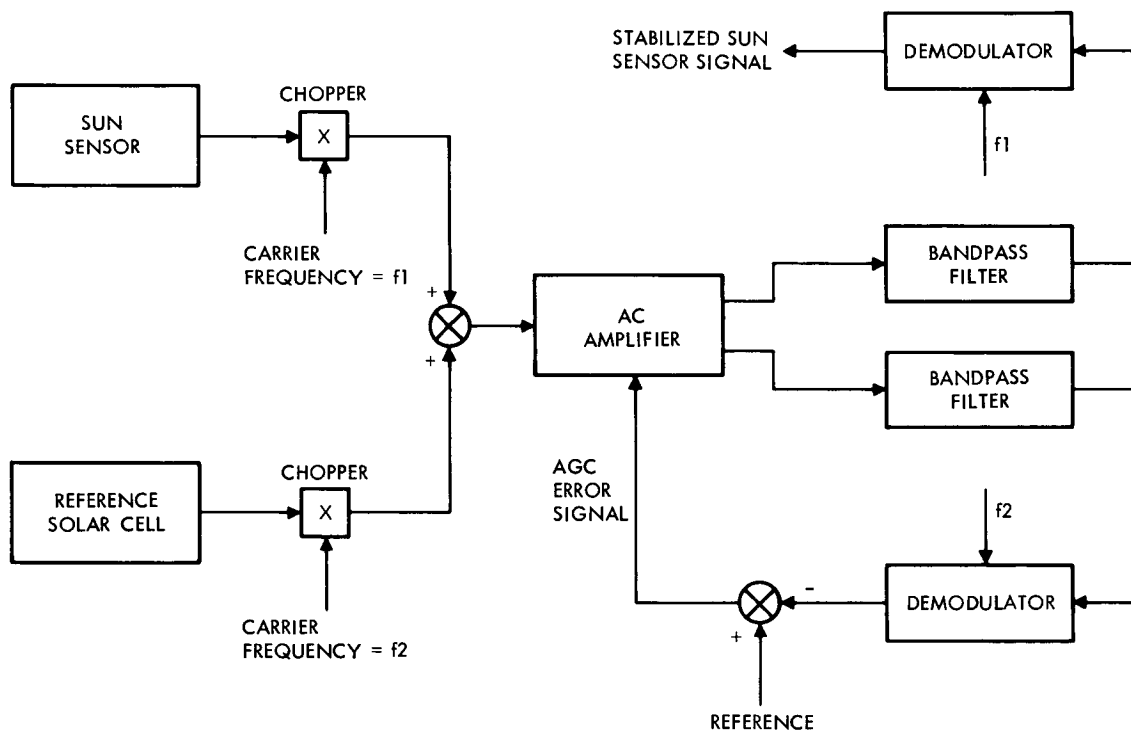 STABILIZED SUN
SENSOR SIGNAL
DEMODULATOR
f1
SUN
SENSOR
CHOPPER
X
CARRIER
FREQUENCY = f1
+
+
AC
AMPLIFIER
BANDPASS
FILTER
BANDPASS
FILTER
REFERENCE
SOLAR CELL
CHOPPER
X
CARRIER
FREQUENCY = f2
AGC
ERROR
SIGNAL
f2
DEMODULATOR
-
+
REFERENCE